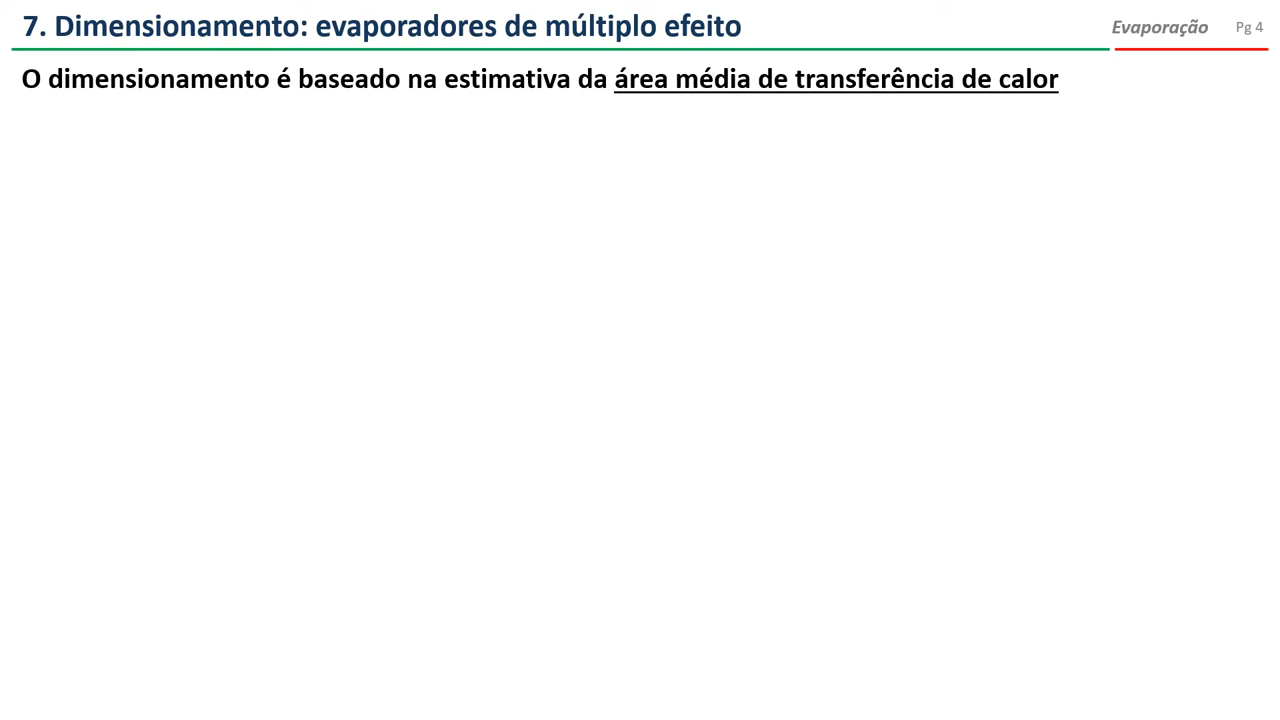 7. Dimensionamento: evaporadores de múltiplo efeito
Evaporação
Pg 4
O dimensionamento é baseado na estimativa da área média de transferência de calor